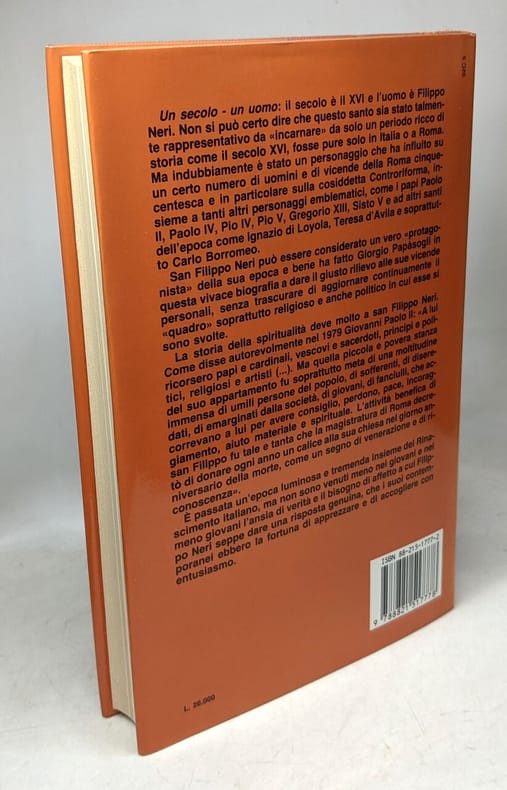 Un secolo - un uomo: il secolo è il XVI e l'uomo è Filippo
Neri. Non si può certo dire che questo santo sia stato talmen-
te rappresentativo da «incarnare» da solo un periodo ricco di
storia come il secolo XVI, fosse pure solo in Italia o a Roma.
Ma indubbiamente è stato un personaggio che ha influito su
un certo numero di uomini e di vicende della Roma cinque-
centesca e in particolare sulla cosiddetta Controriforma, in-
sieme a tanti altri personaggi emblematici, come i papi Paolo
II, Paolo IV, Pio IV, Pio V, Gregorio XIII, Sisto V e ad altri santi
dell'epoca come Ignazio di Loyola, Teresa d'Avila e soprattut-
to Carlo Borromeo.
San Filippo Neri può essere considerato un vero «protago-
nista» della sua epoca e bene ha fatto Giorgio Papàsogli in
questa vivace biografia a dare il giusto rilievo alle sue vicende
personali, senza trascurare di aggiornare continuamente il
«quadro» soprattutto religioso e anche politico in cui esse si
sono svolte.
La storia della spiritualità deve molto a san Filippo Neri.
Come disse autorevolmente nel 1979 Giovanni Paolo II: «A lui
ricorsero papi e cardinali, vescovi e sacerdoti, principi e poli-
tici, religiosi e artisti (...). Ma quella piccola e povera stanza
del suo appartamento fu soprattutto meta di una moltitudine
immensa di umili persone del popolo, di sofferenti, di disere-
dati, di emarginati dalla società, di giovani, di fanciulli, che ac-
correvano a lui per avere consiglio, perdono, pace, incorag-
giamento, aiuto materiale e spirituale. L'attività benefica di
san Filippo fu tale e tanta che la magistratura di Roma decre-
tò di donare ogni anno un calice alla sua chiesa nel giorno an-
niversario della morte, come un segno di venerazione e di ri-
conoscenza».
È passata un'epoca luminosa e tremenda insieme del Rina-
scimento italiano, ma non sono venuti meno nei giovani e nei
meno giovani l'ansia di verità e il bisogno di affetto a cui Filip-
po Neri seppe dare una risposta genuina, che i suoi contem-
poranei ebbero la fortuna di apprezzare e di accogliere con
entusiasmo.
ISBN 88-215-1777-2
9 788821 517778
L. 26.000